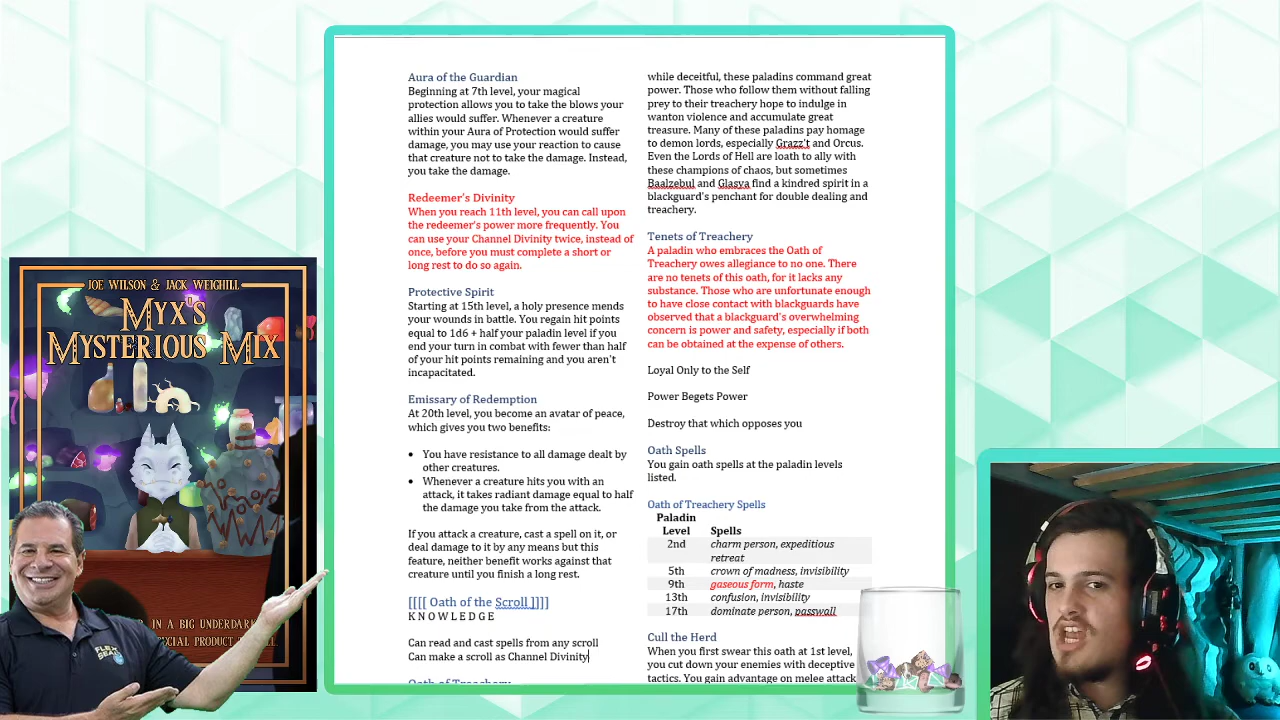 Aura of the Guardian
Beginning at 7th level, your magical
protection allows you to take the blows your
allies would suffer. Whenever a creature
within your Aura of Protection would suffer
damage, you may use your reaction to cause
that creature not to take the damage. Instead,
you take the damage.
Redeemer's Divinity
When you reach 11th level, you can call upon
the redeemer's power more frequently. You
can use your Channel Divinity twice, instead of
once, before you must complete a short or
long rest to do so again.
Protective Spirit
Starting at 15th level, a holy presence mends
your wounds in battle. You regain hit points
equal to 1d6 + half your paladin level if you
end your turn in combat with fewer than half
of your hit points remaining and you aren't
incapacitated.
Emissary of Redemption
At 20th level, you become an avatar of peace,
which gives you two benefits:
• You have resistance to all damage dealt by
other creatures.
• Whenever a creature hits you with an
attack, it takes radiant damage equal to half
the damage you take from the attack.
If you attack a creature, cast a spell on it, or
deal damage to it by any means but this
feature, neither benefit works against that
creature until you finish a long rest.
[[[[ Oath of the Scroll ]]]]
K N O W L E D G E
Can read and cast spells from any scroll
Can make a scroll as Channel Divinity
Oath of Treachery
while deceitful, these paladins command great
power. Those who follow them without falling
prey to their treachery hope to indulge in
wanton violence and accumulate great
treasure. Many of these paladins pay homage
to demon lords, especially Grazz't and Orcus.
Even the Lords of Hell are loath to ally with
these champions of chaos, but sometimes
Baalzebul and Glasya find a kindred spirit in a
blackguard's penchant for double dealing and
treachery.
Tenets of Treachery
A paladin who embraces the Oath of
Treachery owes allegiance to no one. There
are no tenets of this oath, for it lacks any
substance. Those who are unfortunate enough
to have close contact with blackguards have
observed that a blackguard's overwhelming
concern is power and safety, especially if both
can be obtained at the expense of others.
Loyal Only to the Self
Power Begets Power
Destroy that which opposes you
Oath Spells
You gain oath spells at the paladin levels
listed.
Oath of Treachery Spells
Paladin
Level Spells
2nd charm person, expeditious
retreat
5th crown of madness, invisibility
9th gaseous form, haste
13th confusion, invisibility
17th dominate person, passwall
Cull the Herd
When you first swear this oath at 1st level,
you cut down your enemies with deceptive
tactics. You gain advantage on melee attack
JOE WILSON & JACK WEIGHILL
MYX'S
MYSTERIOUS MIX
IN A BIG UNDERDARK
FLEX
SEAL